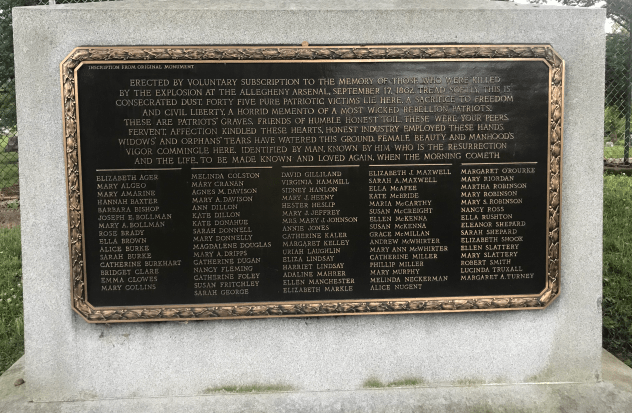 INSCRIPTION FROM ORIGINAL MONUMENT
ERECTED BY VOLUNTARY SUBSCRIPTION TO THE MEMORY OF THOSE WHO WERE KILLED
BY THE EXPLOSION AT THE ALLEGHENY ARSENAL, SEPTEMBER 17, 1862. TREAD SOFTLY, THIS IS
CONSECRATED DUST. FORTY FIVE PURE PATRIOTIC VICTIMS LIE HERE. A SACRIFICE TO FREEDOM
AND CIVIL LIBERTY, A HORRID MEMENTO OF A MOST WICKED REBELLION. PATRIOTS!
THESE ARE PATRIOTS' GRAVES, FRIENDS OF HUMBLE HONEST TOIL. THESE WERE YOUR PEERS.
FERVENT AFFECTION KINDLED THESE HEARTS, HONEST INDUSTRY EMPLOYED THESE HANDS,
WIDOWS' AND ORPHANS' TEARS HAVE WATERED THIS GROUND. FEMALE BEAUTY AND MANHOOD'S
VIGOR COMMINGLE HERE. IDENTIFIED BY MAN, KNOWN BY HIM WHO IS THE RESURRECTION
AND THE LIFE, TO BE MADE KNOWN AND LOVED AGAIN, WHEN THE MORNING COMETH.
ELIZABETH AGER
MARY ALGEO
MARY AMARINE
HANNAH BAXTER
BARBARA BISHOP
JOSEPH E. BOLLMAN
MARY A. BOLLMAN
ROSE BRADY
ELLA BROWN
ALICE BURKE
SARAH BURKE
CATHERINE BURKHART
BRIDGET CLARE
EMMA CLOWES
MARY COLLINS
MELINDA COLSTON
MARY CRANAN
AGNES M. DAVISON
MARY A. DAVISON
ANN DILLON
KATE DILLON
KATE DONAHUE
SARAH DONNELL
MARY DONNELLY
MAGDALENE DOUGLAS
MARY A. DRIPPS
CATHERINE DUGAN
NANCY FLEMING
CATHERINE FOLEY
SUSAN FRITCHLEY
SARAH GEORGE
DAVID GILLILAND
VIRGINIA HAMMILL
SIDNEY HANLON
MARY J. HEENY
HESTER HESLIP
MARY J. JEFFREY
MRS. MARY J. JOHNSON
ANNIE JONES
CATHERINE KALER
MARGARET KELLEY
URIAH LAUGHLIN
ELIZA LINDSAY
HARRIET LINDSAY
ADALINE MAHRER
ELLEN MANCHESTER
ELIZABETH MARKLE
ELIZABETH J. MAXWELL
SARAH A. MAXWELL
ELLA McAFEE
KATE McBRIDE
MARIA McCARTHY
SUSAN McCREIGHT
ELLEN McKENNA
SUSAN McKENNA
GRACE McMILLAN
ANDREW McWHIRTER
MARY ANN McWHIRTER
CATHERINE MILLER
PHILLIP MILLER
MARY MURPHY
MELINDA NECKERMAN
ALICE NUGENT
MARGARET O'ROURKE
MARY RIORDAN
MARTHA ROBINSON
MARY ROBINSON
MARY S. ROBINSON
NANCY ROSS
ELLA RUSHTON
ELEANOR SHEPARD
SARAH SHEPARD
ELIZABETH SHOOK
ELLEN SLATTERY
MARY SLATTERY
ROBERT SMITH
LUCINDA TRUXALL
MARGARET A. TURNEY